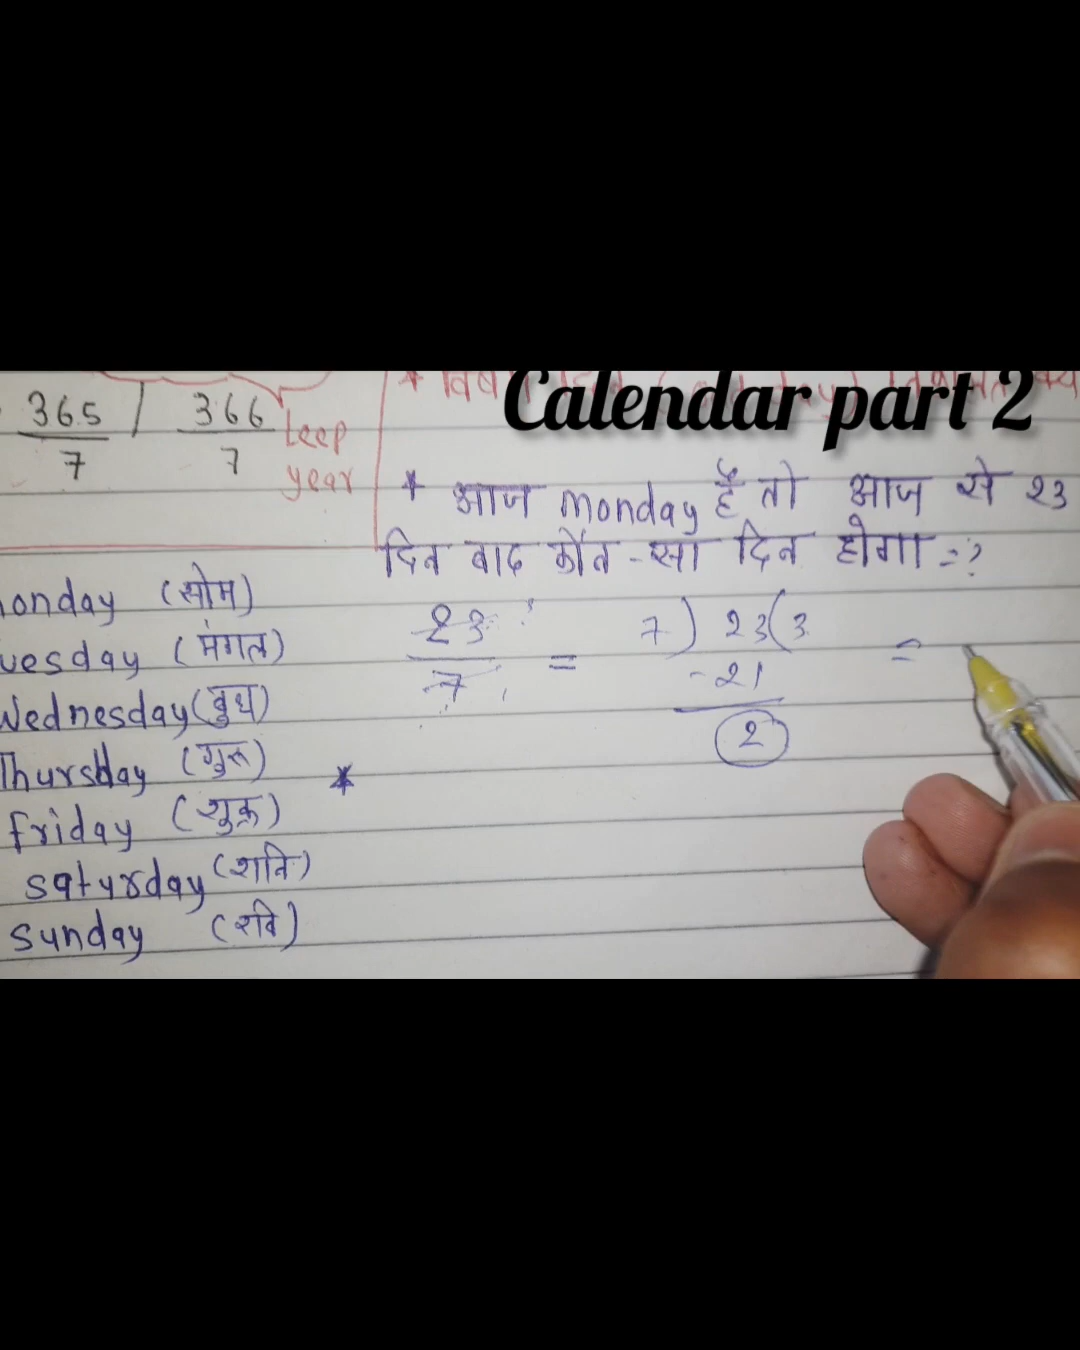 Calendar part 2
365 / 366
7 7
Leep
year
* आज monday है तो आज से 23
दिन बाद कौन-सा दिन होगा =?
23 = 7 ) 23 ( 3 =
7 - 21
2
onday (सोम)
uesday (मंगल)
Wednesday (बुध)
Thursday (गुरु)
friday (शुक्र)
saturday (शनि)
sunday (रवि)
*